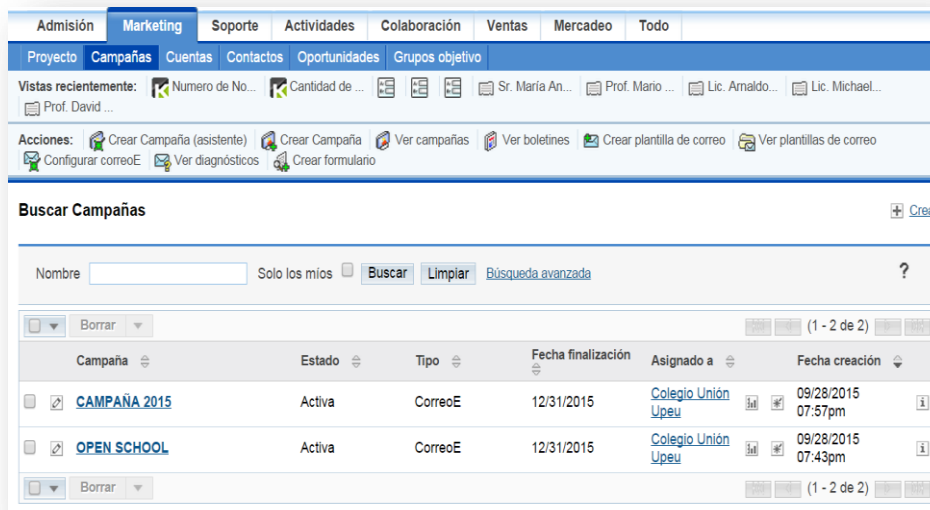 Admisión Marketing Soporte Actividades Colaboración Ventas Mercadeo Todo
Proyecto Campañas Cuentas Contactos Oportunidades Grupos objetivo
Vistas recientemente: Numero de No... Cantidad de ... Sr. María An... Prof. Mario ... Lic. Arnaldo... Lic. Michael...
Prof. David ...
Acciones: Crear Campaña (asistente) Crear Campaña Ver campañas Ver boletines Crear plantilla de correo Ver plantillas de correo
Configurar correoE Ver diagnósticos Crear formulario
Buscar Campañas Crea
Nombre Solo los míos Buscar Limpiar Búsqueda avanzada ?
Borrar (1 - 2 de 2)
Campaña Estado Tipo Fecha finalización Asignado a Fecha creación
CAMPAÑA 2015 Activa CorreoE 12/31/2015 Colegio Unión Upeu 09/28/2015 07:57pm
OPEN SCHOOL Activa CorreoE 12/31/2015 Colegio Unión Upeu 09/28/2015 07:43pm
Borrar (1 - 2 de 2)